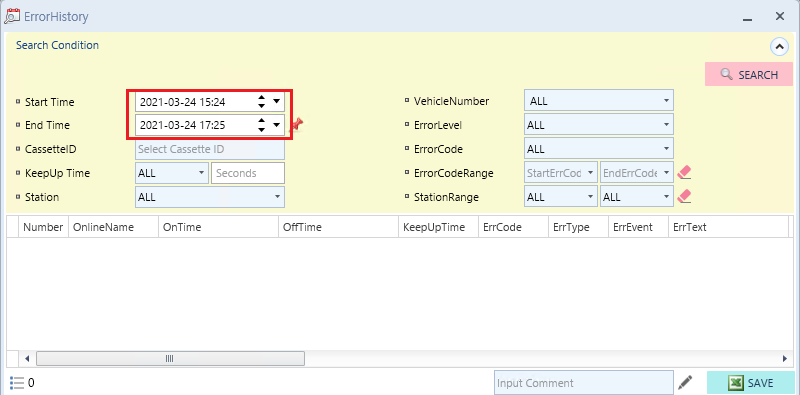 ErrorHistory
Search Condition
SEARCH
Start Time 2021-03-24 15:24 VehicleNumber ALL
End Time 2021-03-24 17:25 ErrorLevel ALL
CassetteID Select Cassette ID ErrorCode ALL
KeepUp Time ALL Seconds ErrorCodeRange StartErrCod EndErrCode
Station ALL StationRange ALL ALL
Number OnlineName OnTime OffTime KeepUpTime ErrCode ErrType ErrEvent ErrText
0 Input Comment SAVE